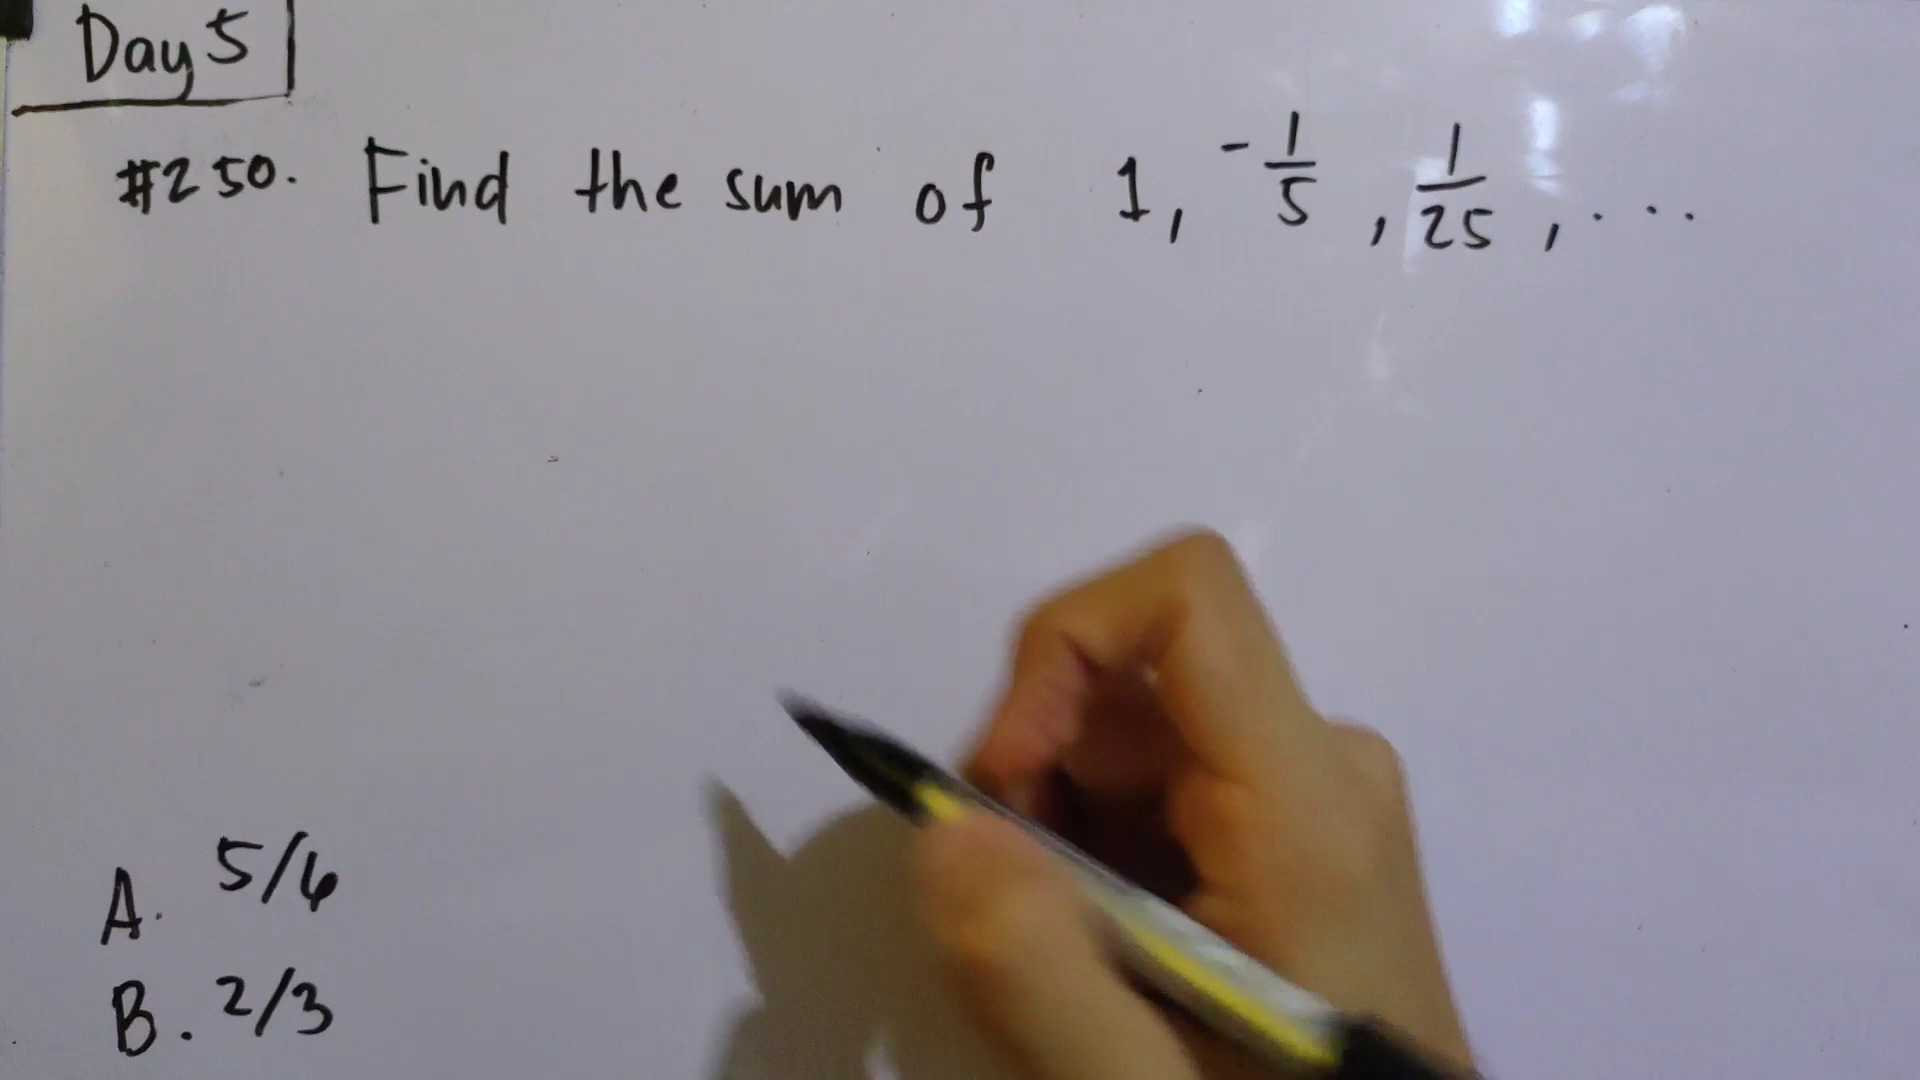 Day 5
#250. Find the sum of 1, -1/5, 1/25, ...
A. 5/6
B. 2/3